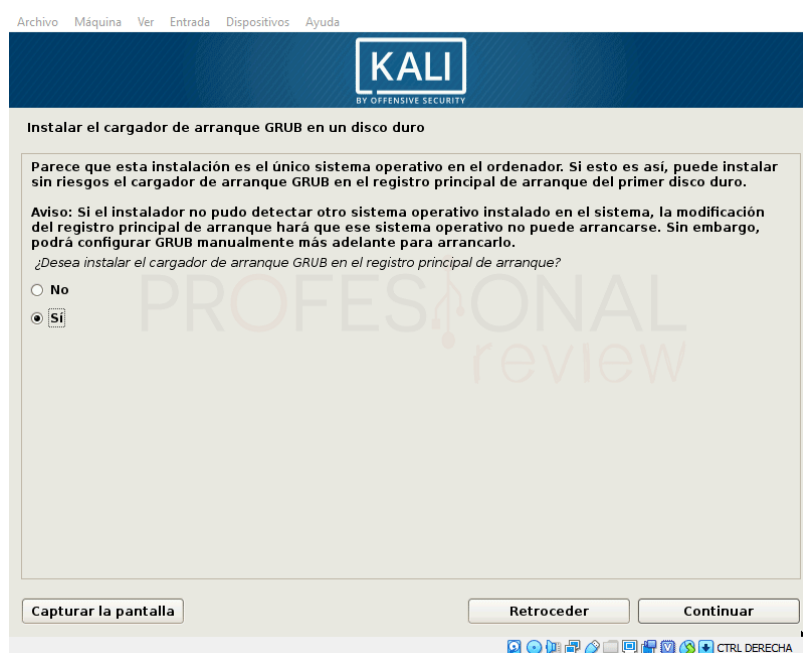 Archivo Máquina Ver Entrada Dispositivos Ayuda
KALI
BY OFFENSIVE SECURITY
Instalar el cargador de arranque GRUB en un disco duro
Parece que esta instalación es el único sistema operativo en el ordenador. Si esto es así, puede instalar
sin riesgos el cargador de arranque GRUB en el registro principal de arranque del primer disco duro.
Aviso: Si el instalador no pudo detectar otro sistema operativo instalado en el sistema, la modificación
del registro principal de arranque hará que ese sistema operativo no puede arrancarse. Sin embargo,
podrá configurar GRUB manualmente más adelante para arrancarlo.
¿Desea instalar el cargador de arranque GRUB en el registro principal de arranque?
No
Sí
PROFESIONAL
review
Capturar la pantalla Retroceder Continuar
CTRL DERECHA